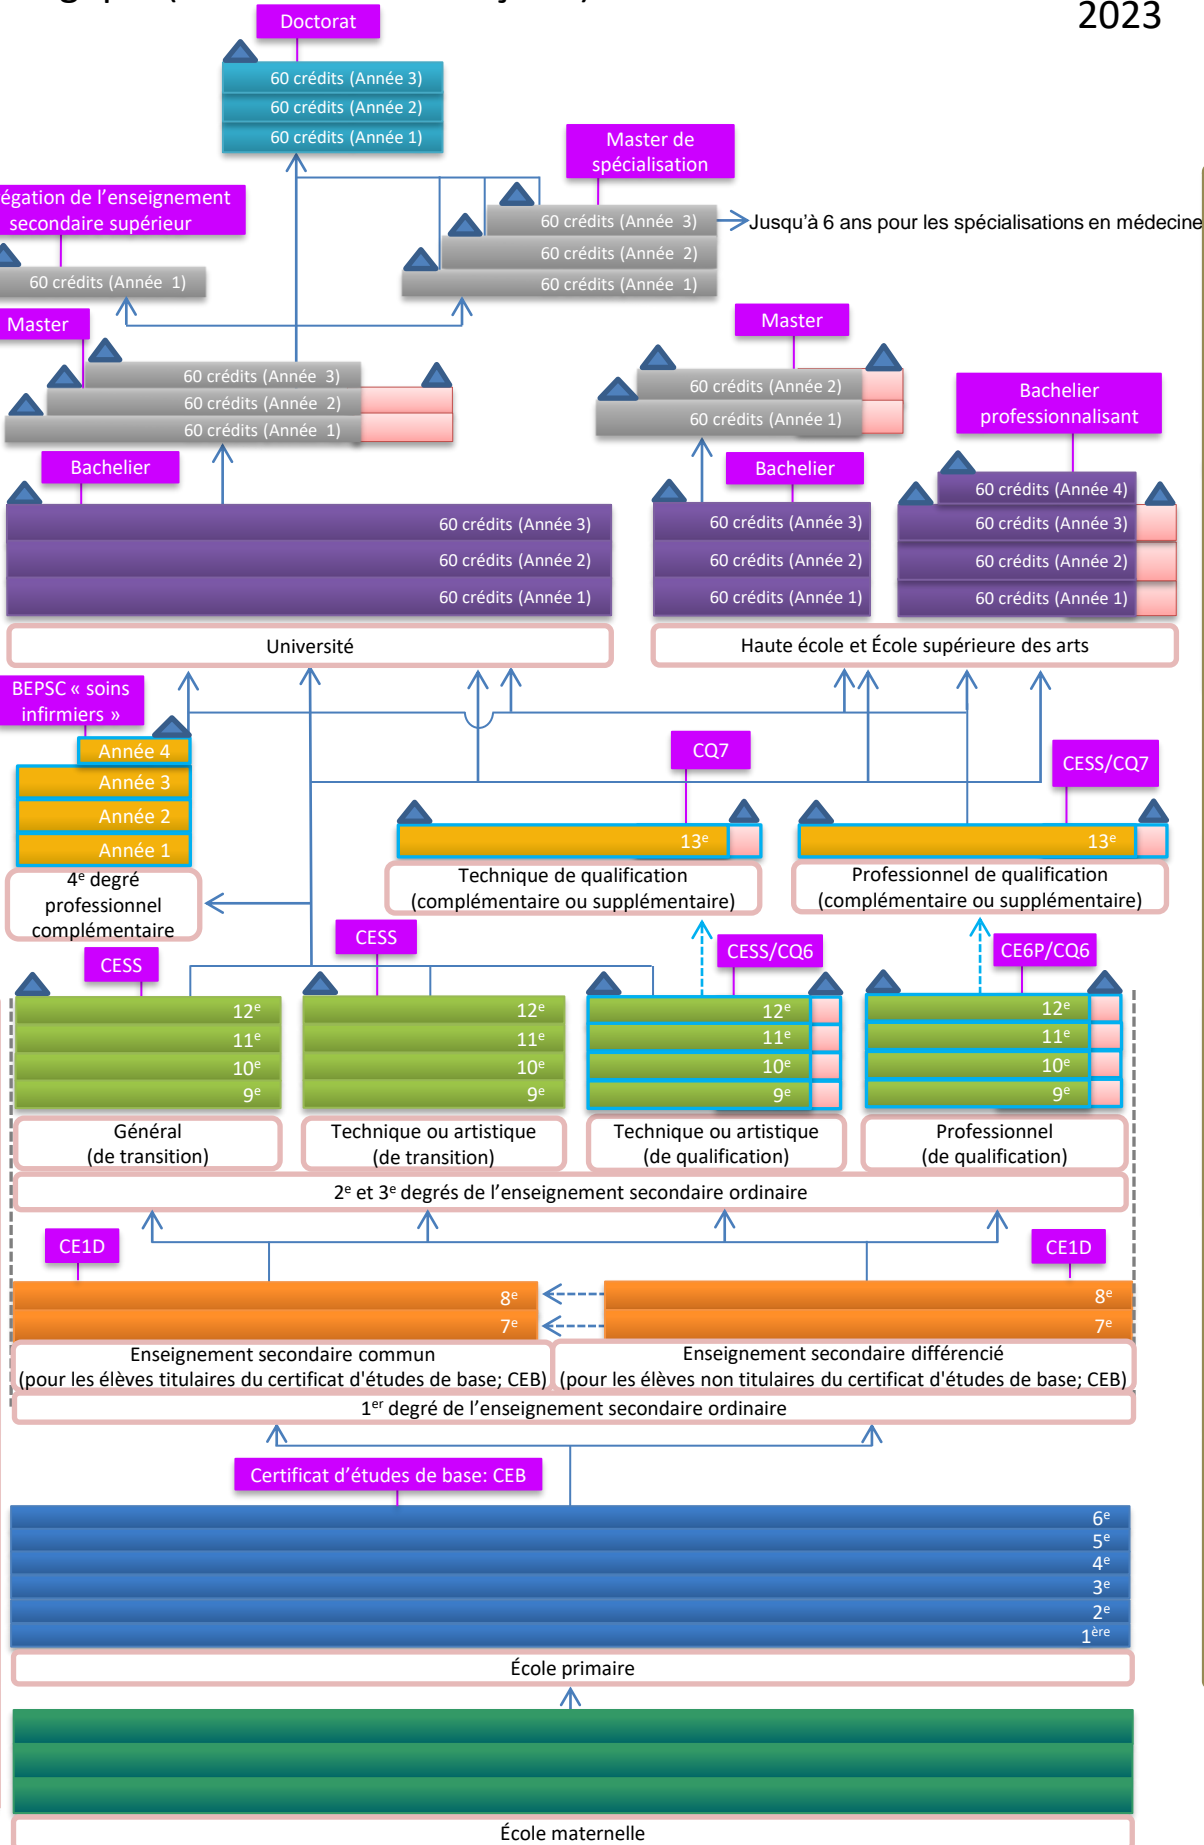 2023
Doctorat
60 crédits (Année 3)
60 crédits (Année 2)
60 crédits (Année 1)
Master de
spécialisation
égation de l’enseignement
secondaire supérieur
60 crédits (Année 3)
Jusqu’à 6 ans pour les spécialisations en médecine
60 crédits (Année 2)
60 crédits (Année 1)
60 crédits (Année 1)
Master
60 crédits (Année 3)
60 crédits (Année 2)
60 crédits (Année 1)
Master
60 crédits (Année 2)
60 crédits (Année 1)
Bachelier
professionnalisant
Bachelier
60 crédits (Année 3)
60 crédits (Année 2)
60 crédits (Année 1)
Bachelier
60 crédits (Année 3)
60 crédits (Année 2)
60 crédits (Année 1)
60 crédits (Année 4)
60 crédits (Année 3)
60 crédits (Année 2)
60 crédits (Année 1)
Université
Haute école et École supérieure des arts
BEPSC « soins
infirmiers »
Année 4
Année 3
Année 2
Année 1
4e degré
professionnel
complémentaire
CQ7
13e
Technique de qualification
(complémentaire ou supplémentaire)
CESS/CQ7
13e
Professionnel de qualification
(complémentaire ou supplémentaire)
CESS
12e
11e
10e
9e
Général
(de transition)
CESS
12e
11e
10e
9e
Technique ou artistique
(de transition)
CESS/CQ6
12e
11e
10e
9e
Technique ou artistique
(de qualification)
CE6P/CQ6
12e
11e
10e
9e
Professionnel
(de qualification)
2e et 3e degrés de l’enseignement secondaire ordinaire
CE1D
8e
7e
Enseignement secondaire commun
(pour les élèves titulaires du certificat d'études de base; CEB)
CE1D
8e
7e
Enseignement secondaire différencié
(pour les élèves non titulaires du certificat d'études de base; CEB)
1er degré de l’enseignement secondaire ordinaire
Certificat d’études de base: CEB
6e
5e
4e
3e
2e
1ère
École primaire
École maternelle